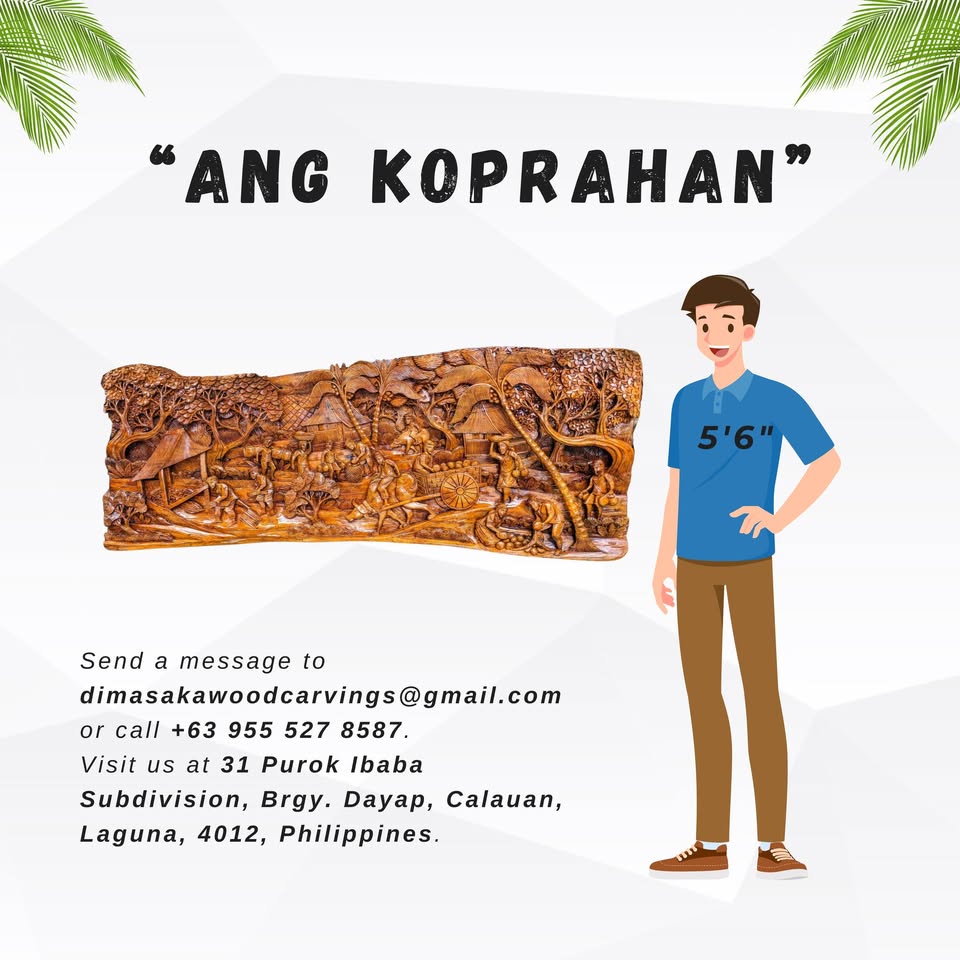 “ANG KOPRAHAN”
5'6"
Send a message to
dimasakawoodcarvings@gmail.com
or call +63 955 527 8587.
Visit us at 31 Purok Ibaba
Subdivision, Brgy. Dayap, Calauan,
Laguna, 4012, Philippines.